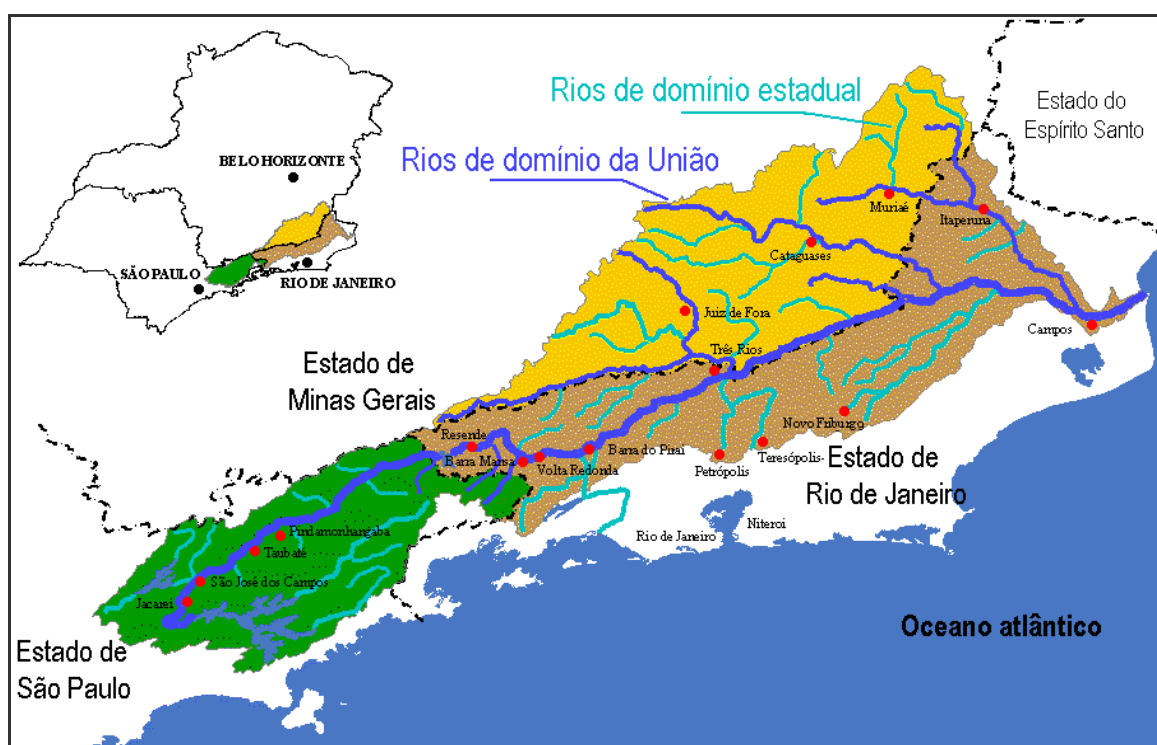 Rios de domínio estadual
Estado do
Espírito Santo
BELO HORIZONTE
Rios de domínio da União
Muriaé
Itaperuna
Cataguases
SÃO PAULO
RIO DE JANEIRO
Juiz de Fora
Campos
Três Rios
Estado de
Minas Gerais
Novo Friburgo
Resende
Barra do Piraí
Barra Mansa
Volta Redonda
Petrópolis
Teresópolis
Estado de
Rio de Janeiro
Niteroi
Rio de Janeiro
Pindamonhangaba
Taubaté
São José dos Campos
Jacareí
Oceano atlântico
Estado de
São Paulo